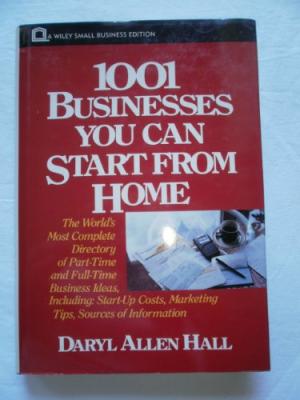 A WILEY SMALL BUSINESS EDITION
1001
BUSINESSES
YOU CAN
START FROM
HOME
The World's
Most Complete
Directory
of Part-Time
and Full-Time
Business Ideas,
Including: Start-Up Costs, Marketing
Tips, Sources of Information
DARYL ALLEN HALL